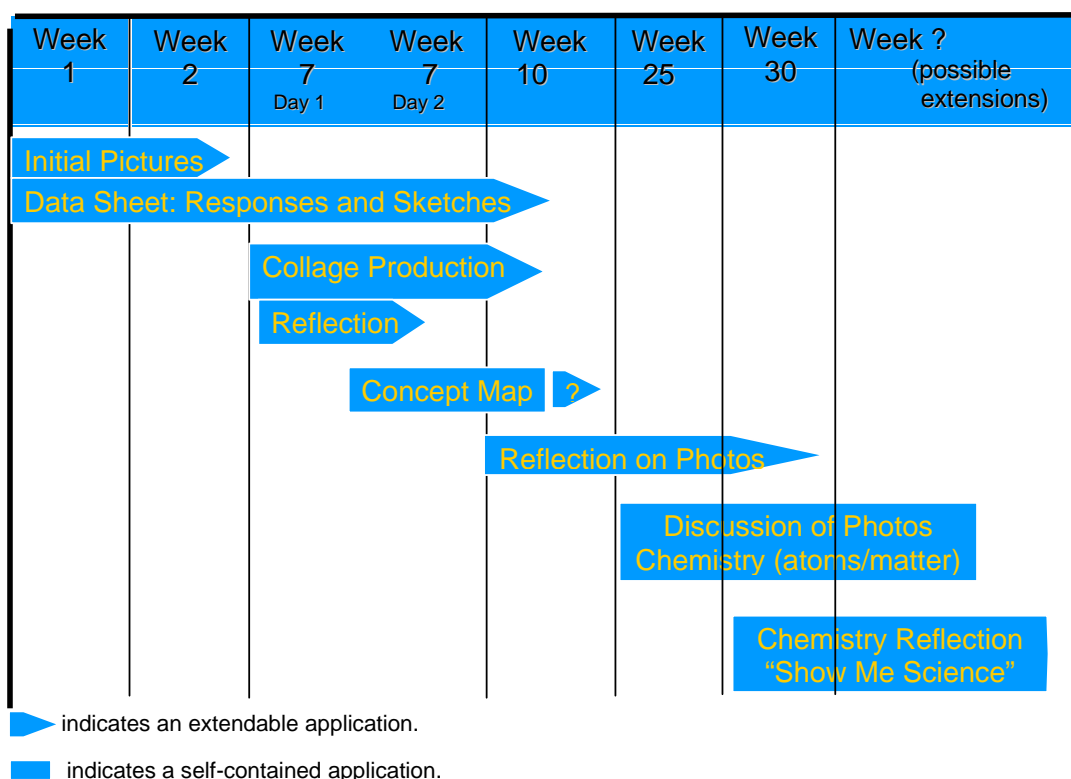 Week
1
Week
2
Week
7
Day 1
Week
7
Day 2
Week
10
Week
25
Week
30
Week ?
(possible
extensions)
Initial Pictures
Data Sheet: Responses and Sketches
Collage Production
Reflection
Concept Map
?
Reflection on Photos
Discussion of Photos
Chemistry (atoms/matter)
Chemistry Reflection
“Show Me Science”
indicates an extendable application.
indicates a self-contained application.